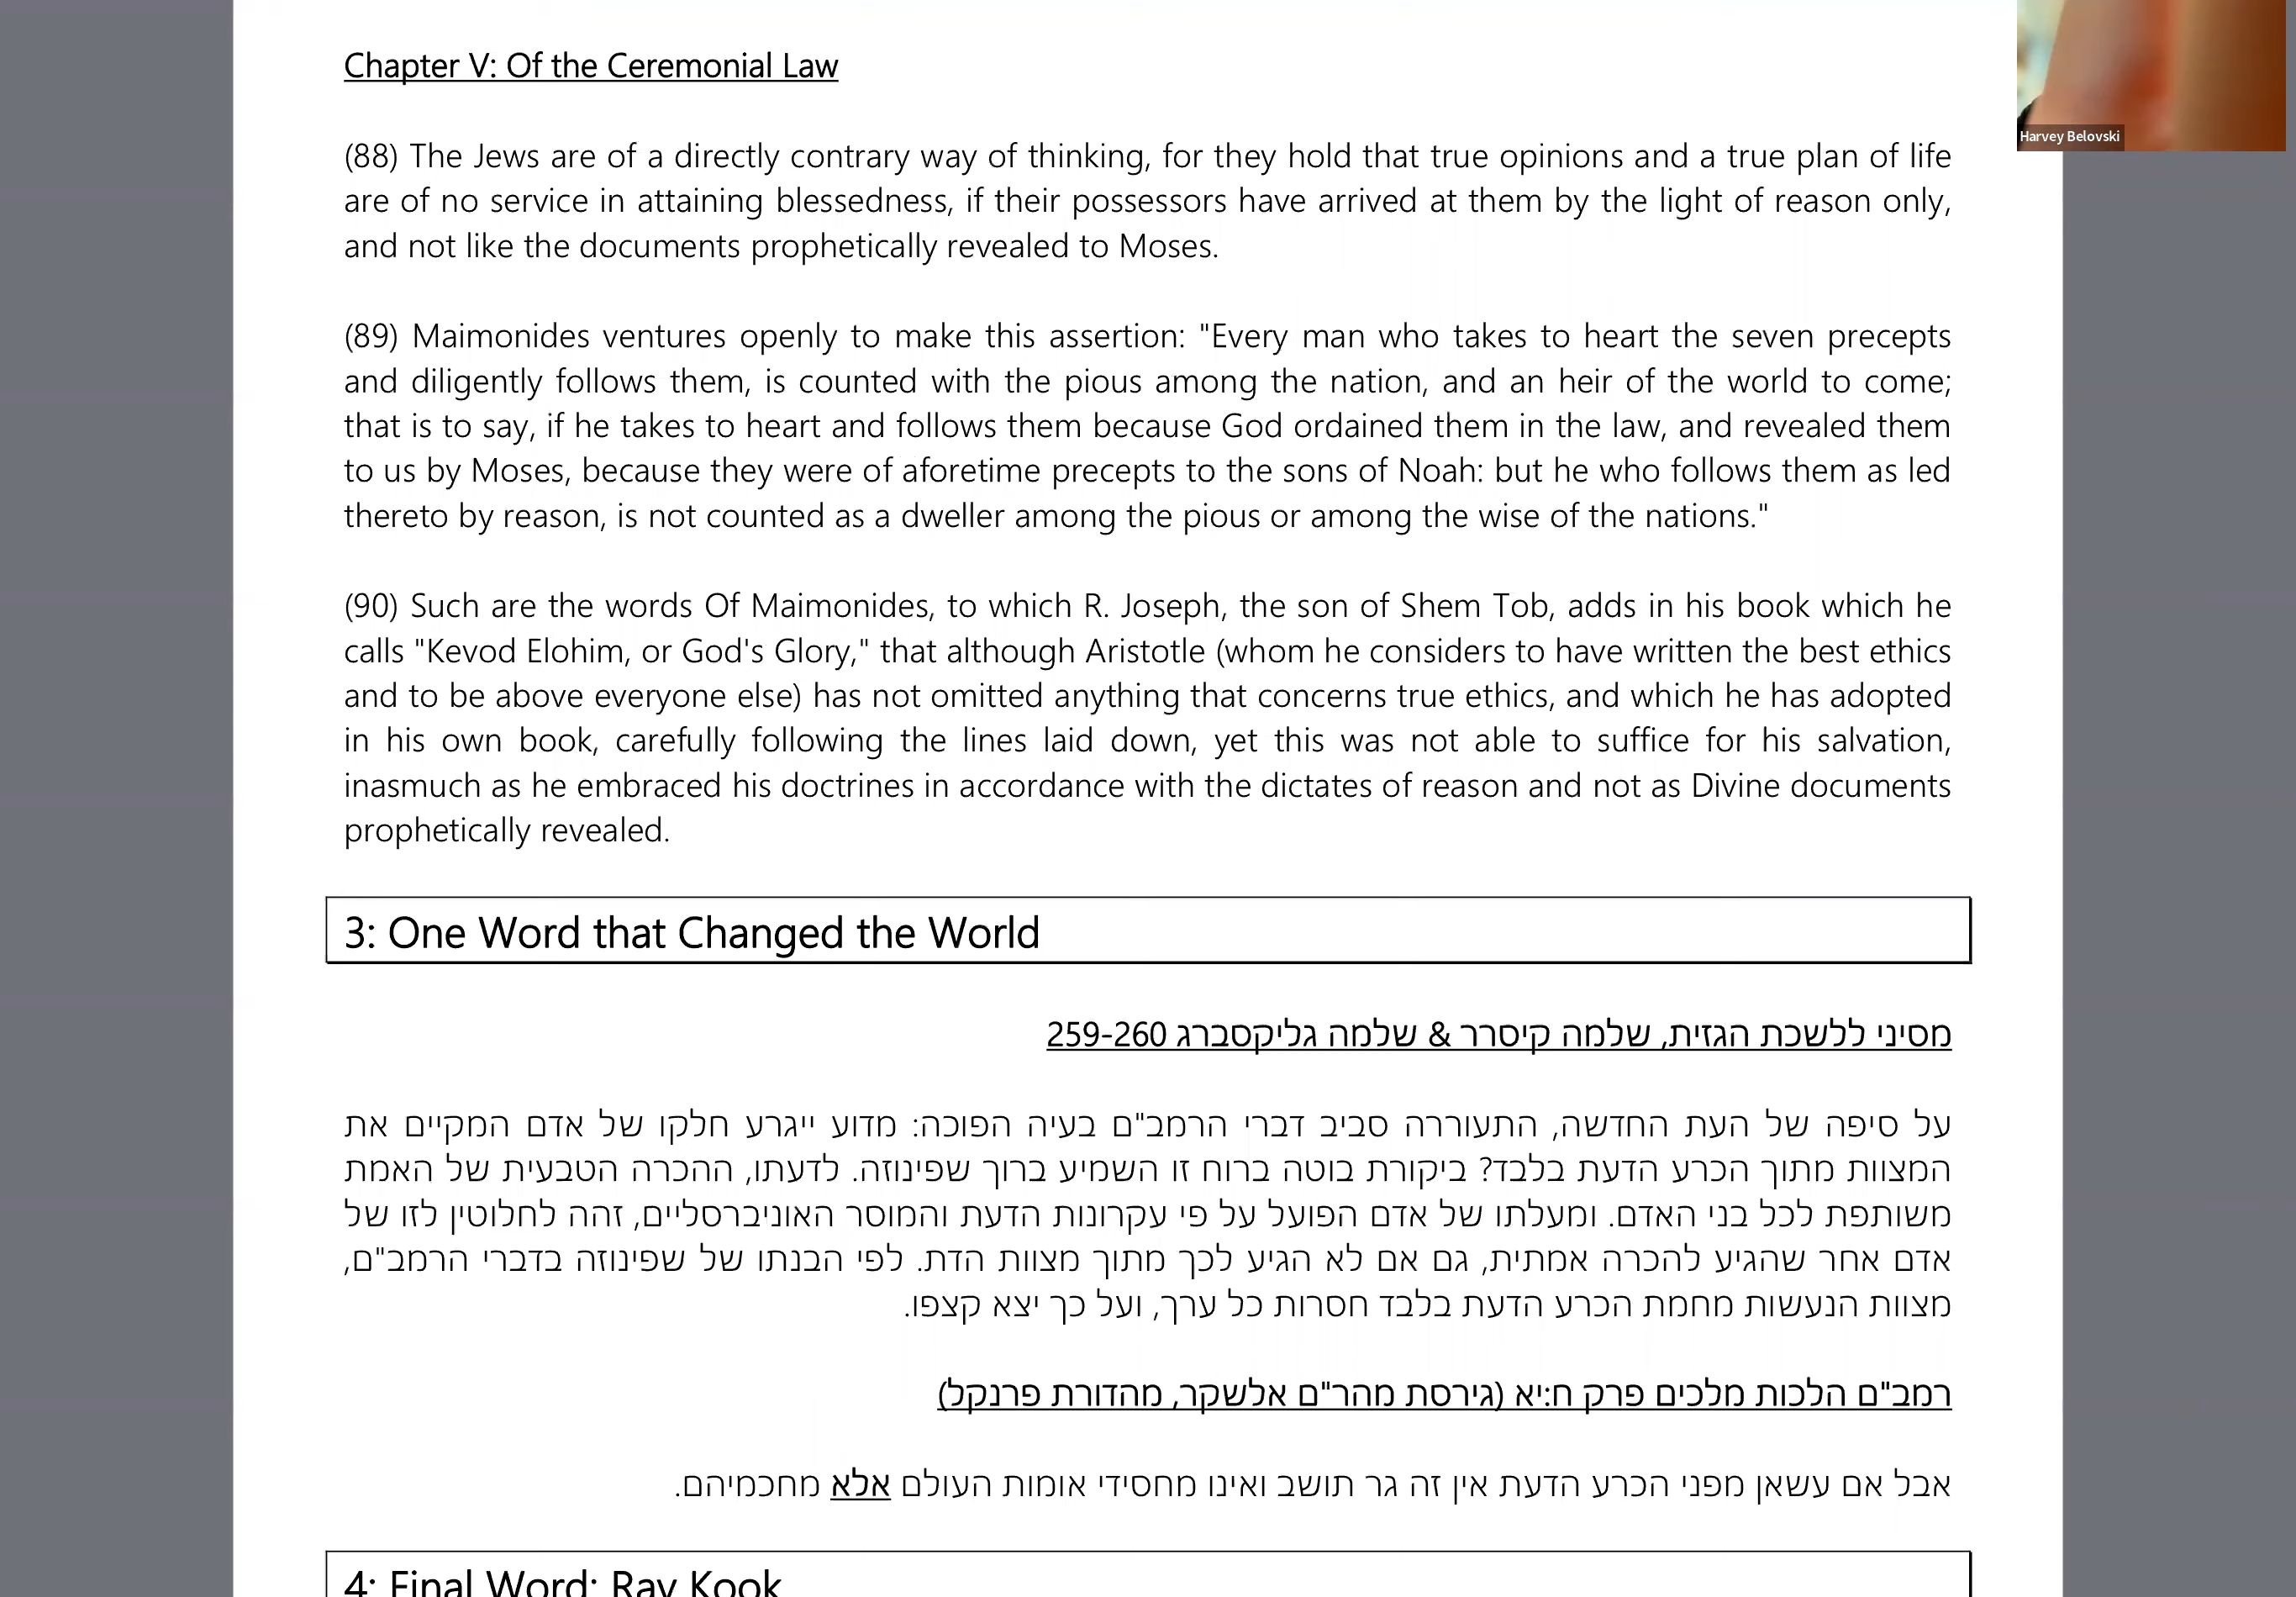 Chapter V: Of the Ceremonial Law
(88) The Jews are of a directly contrary way of thinking, for they hold that true opinions and a true plan of life
are of no service in attaining blessedness, if their possessors have arrived at them by the light of reason only,
and not like the documents prophetically revealed to Moses.
(89) Maimonides ventures openly to make this assertion: "Every man who takes to heart the seven precepts
and diligently follows them, is counted with the pious among the nation, and an heir of the world to come;
that is to say, if he takes to heart and follows them because God ordained them in the law, and revealed them
to us by Moses, because they were of aforetime precepts to the sons of Noah: but he who follows them as led
thereto by reason, is not counted as a dweller among the pious or among the wise of the nations."
(90) Such are the words Of Maimonides, to which R. Joseph, the son of Shem Tob, adds in his book which he
calls "Kevod Elohim, or God's Glory," that although Aristotle (whom he considers to have written the best ethics
and to be above everyone else) has not omitted anything that concerns true ethics, and which he has adopted
in his own book, carefully following the lines laid down, yet this was not able to suffice for his salvation,
inasmuch as he embraced his doctrines in accordance with the dictates of reason and not as Divine documents
prophetically revealed.
3: One Word that Changed the World
מסיני ללשכת הגזית, שלמה קיסרר & שלמה גליקסברג 259-260
על סיפה של העת החדשה, התעוררה סביב דברי הרמב"ם בעיה הפוכה: מדוע ייגרע חלקו של אדם המקיים את
המצוות מתוך הכרע הדעת בלבד? ביקורת בוטה ברוח זו השמיע ברוך שפינוזה. לדעתו, ההכרה הטבעית של האמת
משותפת לכל בני האדם. ומעלתו של אדם הפועל על פי עקרונות הדעת והמוסר האוניברסליים, זהה לחלוטין לזו של
אדם אחר שהגיע להכרה אמתית, גם אם לא הגיע לכך מתוך מצוות הדת. לפי הבנתו של שפינוזה בדברי הרמב"ם,
מצוות הנעשות מחמת הכרע הדעת בלבד חסרות כל ערך, ועל כך יצא קצפו.
רמב"ם הלכות מלכים פרק ח:יא (גירסת מהר"ם אלשקר, מהדורת פרנקל)
אבל אם עשאן מפני הכרע הדעת אין זה גר תושב ואינו מחסידי אומות העולם אלא מחכמיהם.
4: Final Word: Rav Kook
Harvey Belovski